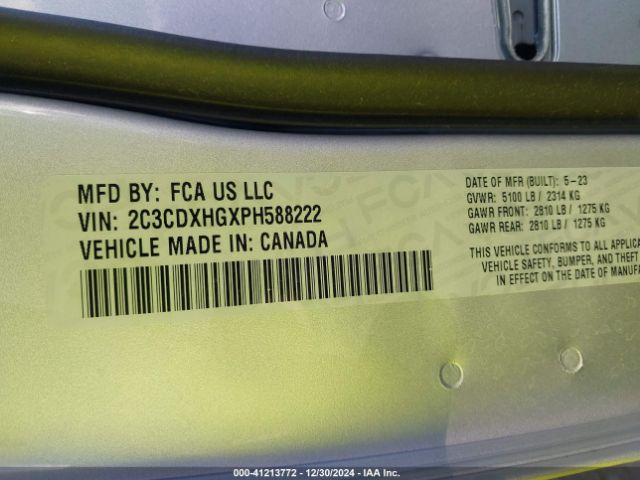 MFD BY: FCA US LLC
VIN: 2C3CDXHGXPH588222
VEHICLE MADE IN: CANADA
DATE OF MFR (BUILT): 5-23
GVWR: 5100 LB / 2314 KG
GAWR FRONT: 2810 LB / 1275 KG
GAWR REAR: 2810 LB / 1275 KG
THIS VEHICLE CONFORMS TO ALL APPLICA
VEHICLE SAFETY, BUMPER, AND THEFT
IN EFFECT ON THE DATE OF MANUFA
000-41213772 - 12/30/2024 - IAA Inc.